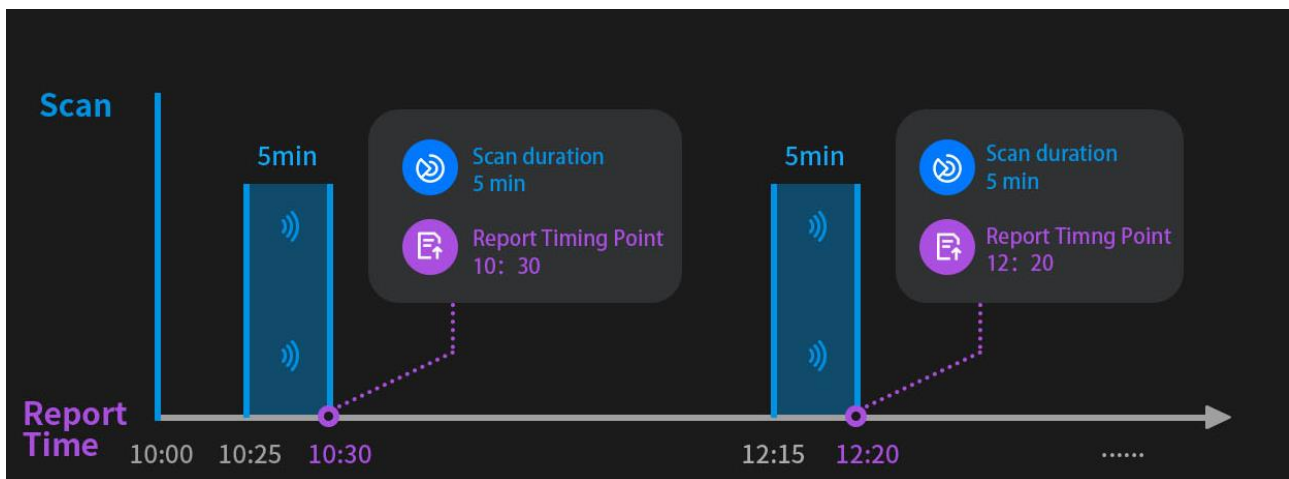 Scan
5min
Scan duration
5 min
Report Timing Point
10： 30
5min
Scan duration
5 min
Report Timng Point
12： 20
Report
Time
10:00
10:25
10:30
12:15
12:20
......